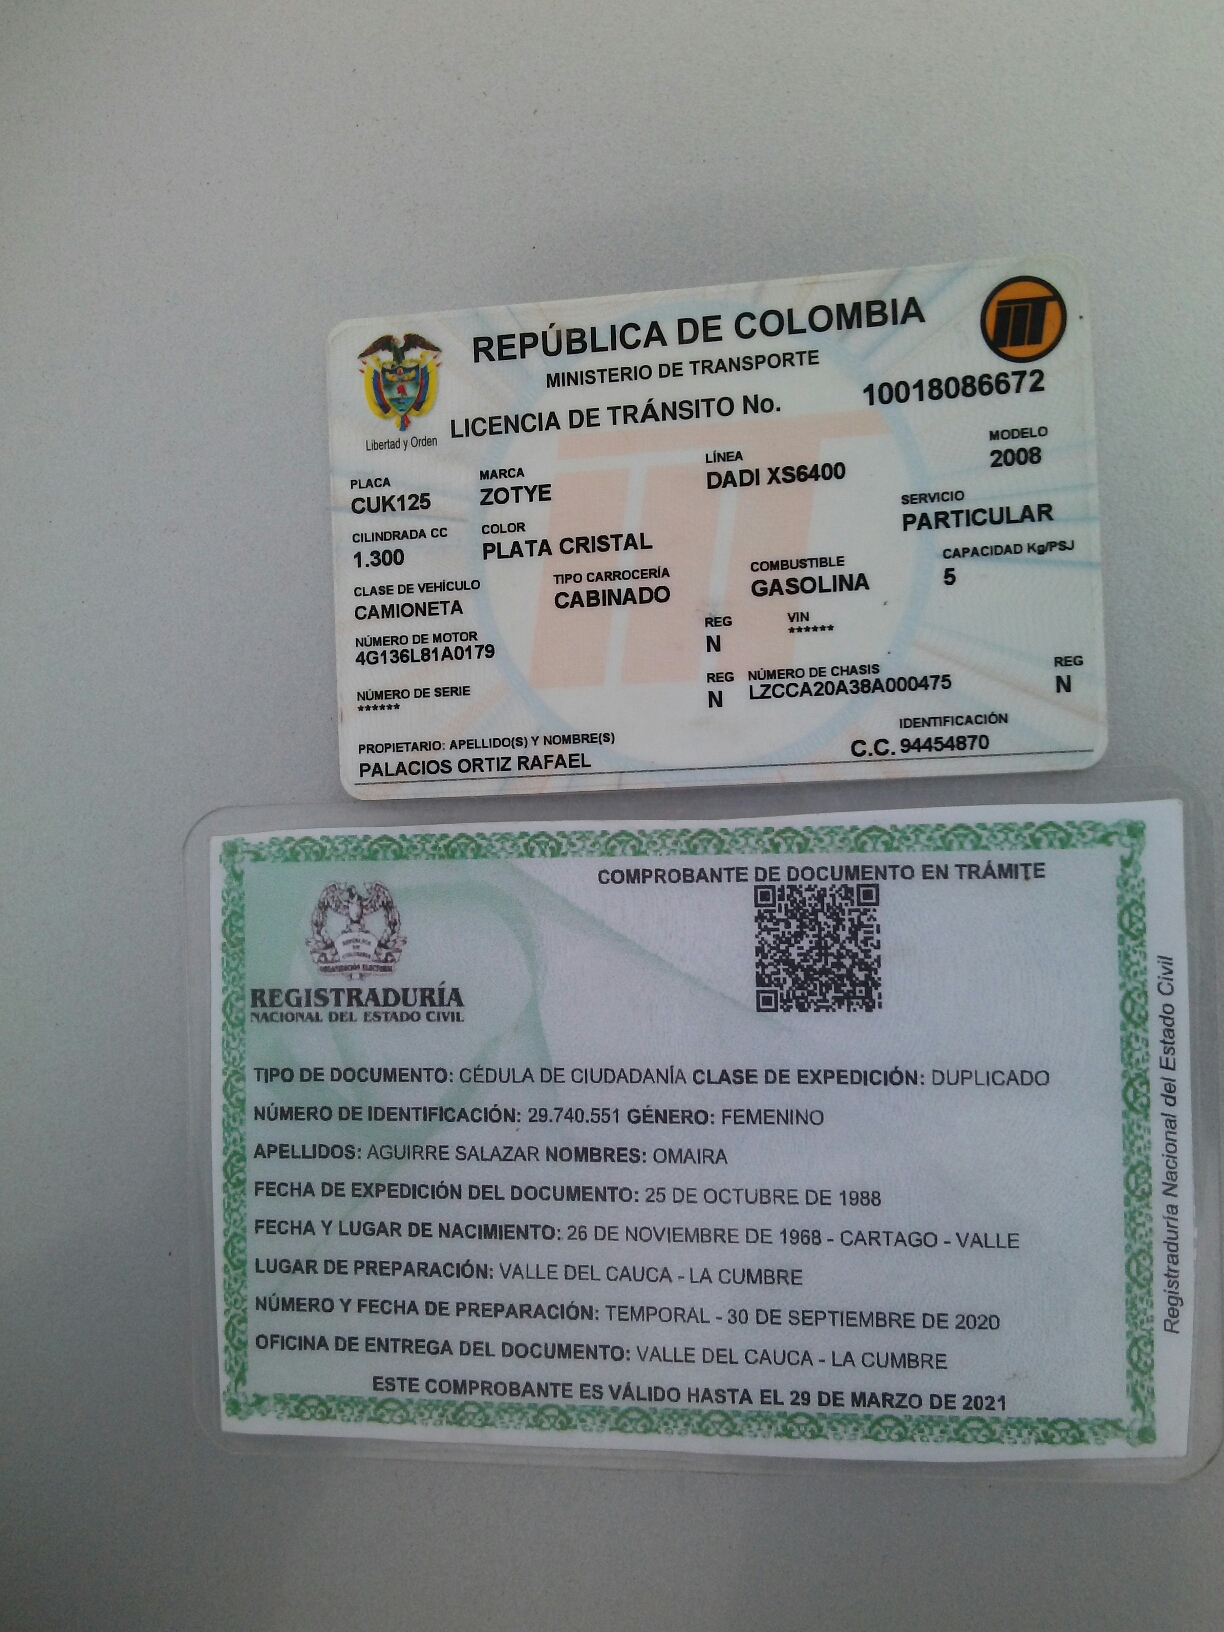 REPÚBLICA DE COLOMBIA
MINISTERIO DE TRANSPORTE
Libertad y Orden
LICENCIA DE TRÁNSITO No. 10018086672
PLACA MARCA LÍNEA MODELO
CUK125 ZOTYE DADI XS6400 2008
CILINDRADA CC COLOR SERVICIO
1.300 PLATA CRISTAL PARTICULAR
CLASE DE VEHÍCULO TIPO CARROCERÍA COMBUSTIBLE CAPACIDAD Kg/PSJ
CAMIONETA CABINADO GASOLINA 5
NÚMERO DE MOTOR REG VIN
4G136L81A0179 N ******
NÚMERO DE SERIE REG NÚMERO DE CHASIS REG
****** N LZCCA20A38A000475 N
PROPIETARIO: APELLIDO(S) Y NOMBRE(S) IDENTIFICACIÓN
PALACIOS ORTIZ RAFAEL C.C. 94454870
COMPROBANTE DE DOCUMENTO EN TRÁMITE
REPÚBLICA
DE
COLOMBIA
ORGANIZACIÓN ELECTORAL
REGISTRADURÍA
NACIONAL DEL ESTADO CIVIL
TIPO DE DOCUMENTO: CÉDULA DE CIUDADANÍA CLASE DE EXPEDICIÓN: DUPLICADO
NÚMERO DE IDENTIFICACIÓN: 29.740.551 GÉNERO: FEMENINO
APELLIDOS: AGUIRRE SALAZAR NOMBRES: OMAIRA
FECHA DE EXPEDICIÓN DEL DOCUMENTO: 25 DE OCTUBRE DE 1988
FECHA Y LUGAR DE NACIMIENTO: 26 DE NOVIEMBRE DE 1968 - CARTAGO - VALLE
LUGAR DE PREPARACIÓN: VALLE DEL CAUCA - LA CUMBRE
NÚMERO Y FECHA DE PREPARACIÓN: TEMPORAL - 30 DE SEPTIEMBRE DE 2020
OFICINA DE ENTREGA DEL DOCUMENTO: VALLE DEL CAUCA - LA CUMBRE
ESTE COMPROBANTE ES VÁLIDO HASTA EL 29 DE MARZO DE 2021
Registraduría Nacional del Estado Civil